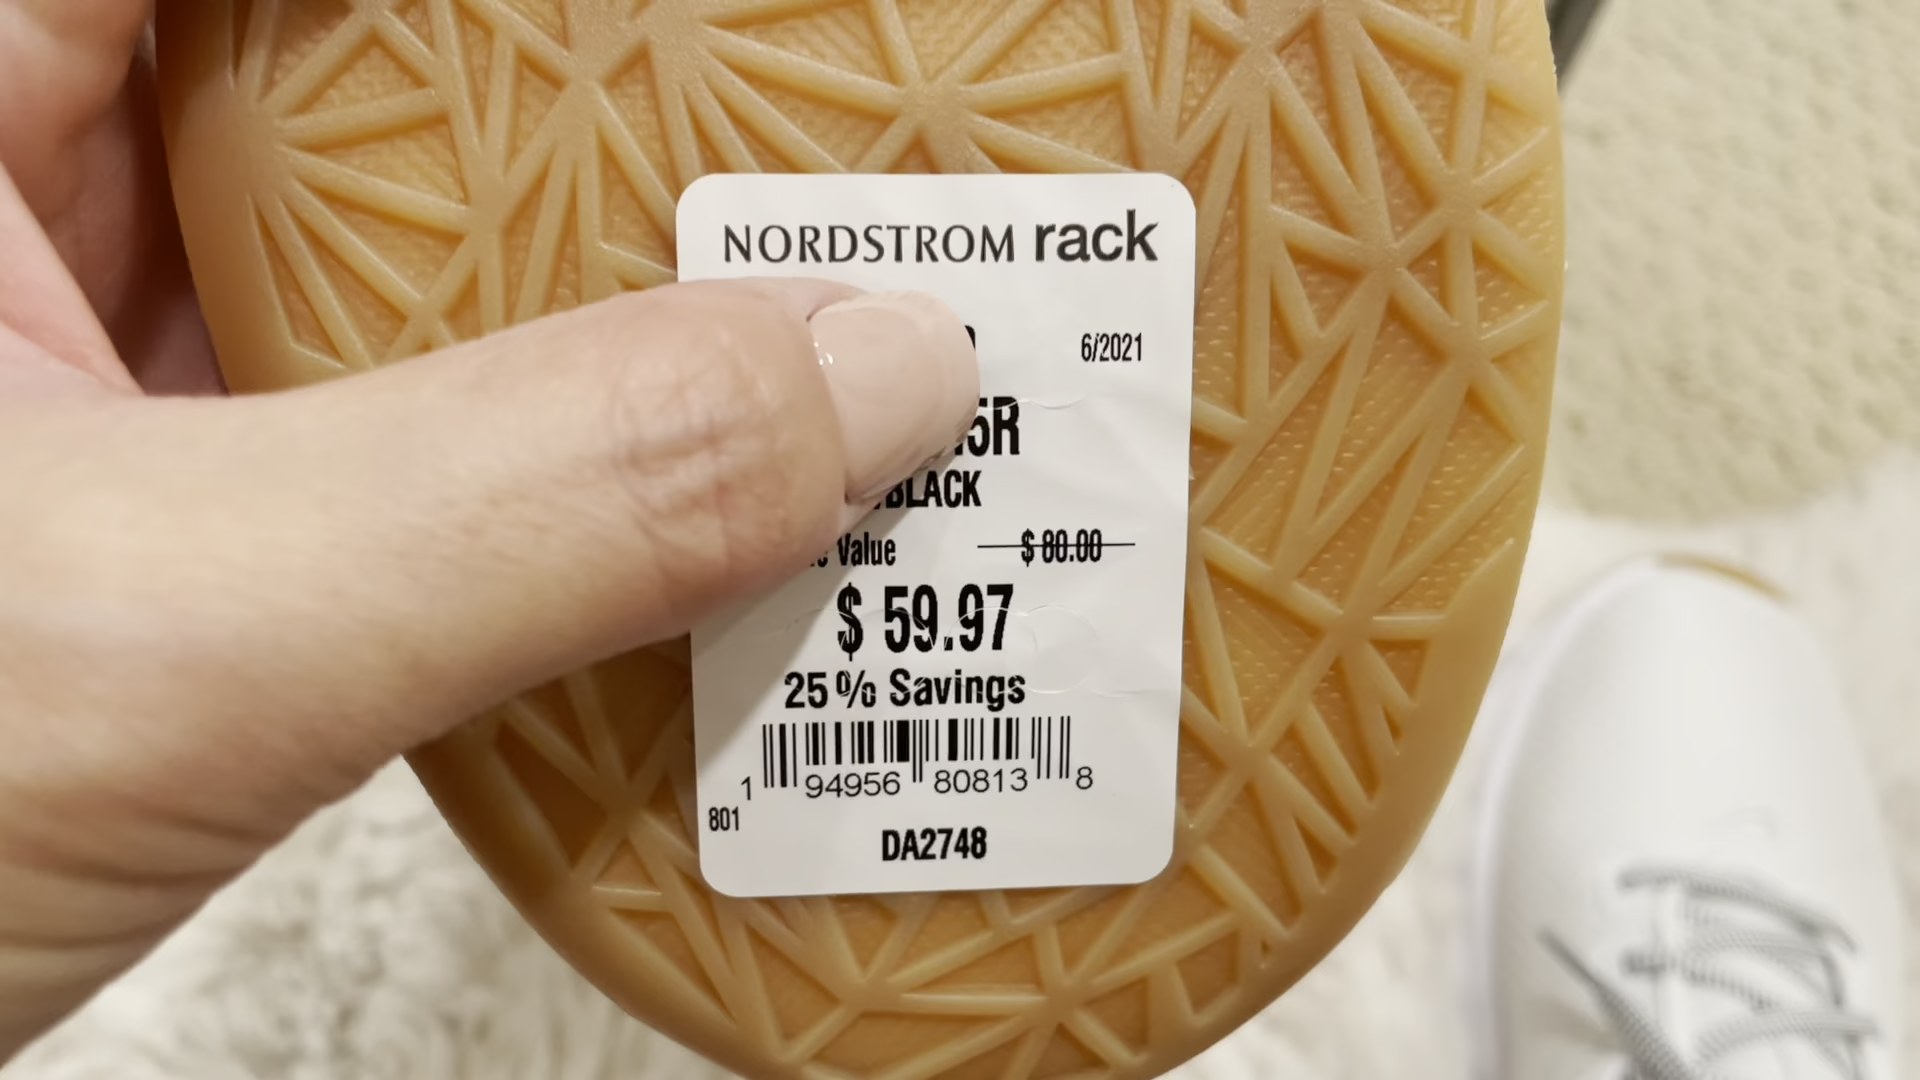 NORDSTROM rack
6/2021
5R
BLACK
Value $ 80.00
$ 59.97
25% Savings
1 94956 80813 8
801
DA2748